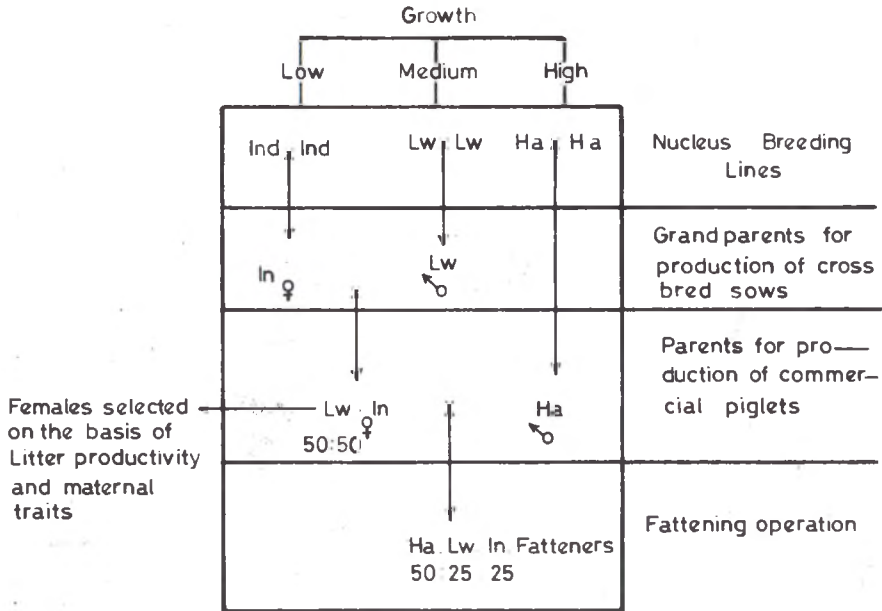 Growth
Low Medium High
Ind Ind Lw Lw Ha Ha
Nucleus Breeding
Lines
In ♀
Lw
Grand parents for
production of cross
bred sows
Parents for pro—
duction of commer—
cial piglets
Females selected
on the basis of
Litter productivity
and maternal
traits
Lw ♀ In
50:50
Ha
Ha Lw In Fatteners
50:25 25
Fattening operation